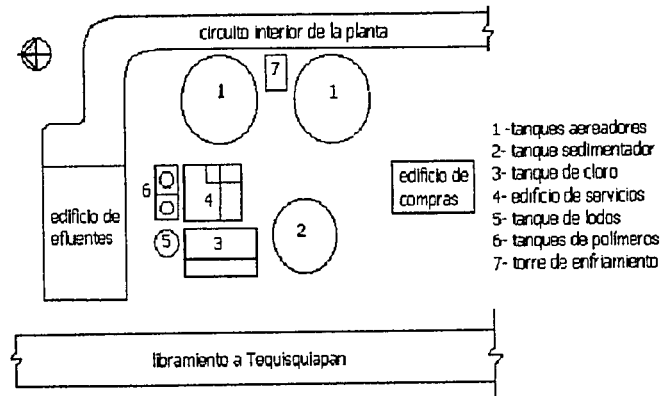 circuito interior de la planta
7
1
1
1 -tanques aereadores
2- tanque sedimentador
3- tanque de cloro
4- edificio de servicios
5- tanque de lodos
6- tanques de polímeros
7- torre de enfriamiento
edificio de
compras
6
4
edificio de
efluentes
5
3
2
libramiento a Tequisquiapan